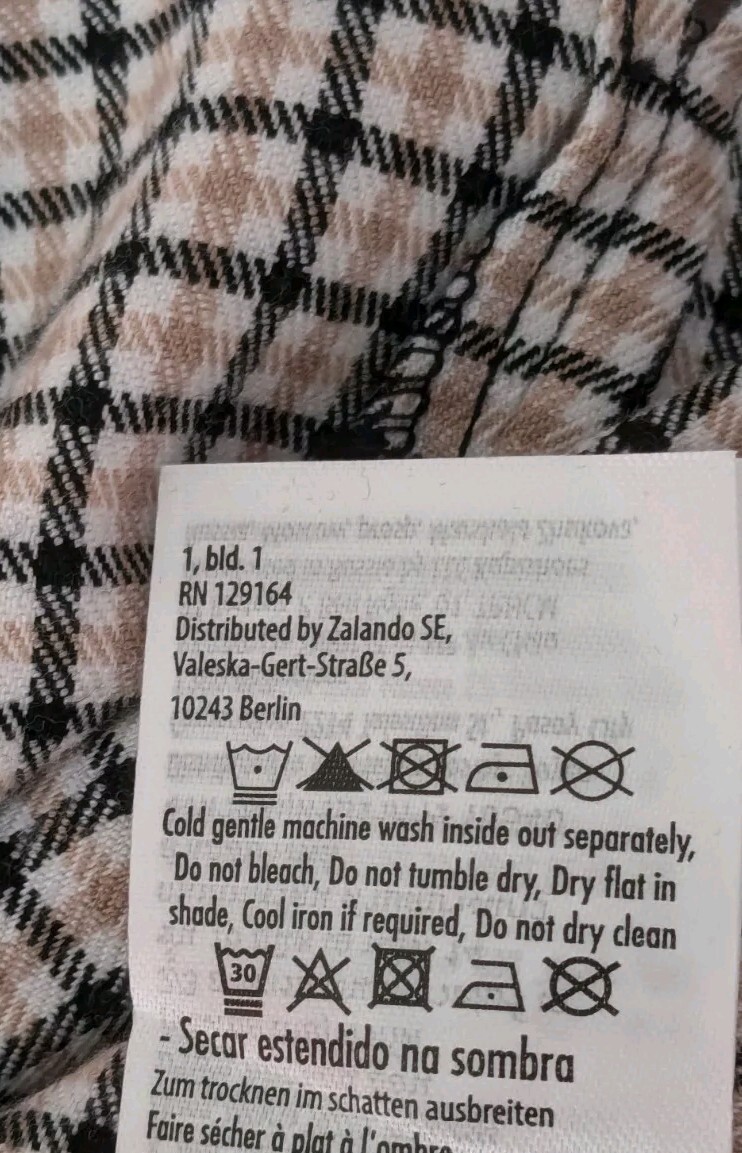 1, bld. 1
RN 129164
Distributed by Zalando SE,
Valeska-Gert-Straße 5,
10243 Berlin
Cold gentle machine wash inside out separately,
Do not bleach, Do not tumble dry, Dry flat in
shade, Cool iron if required, Do not dry clean
30
- Secar estendido na sombra
Zum trocknen im schatten ausbreiten
Faire sécher à plat à l'ombre